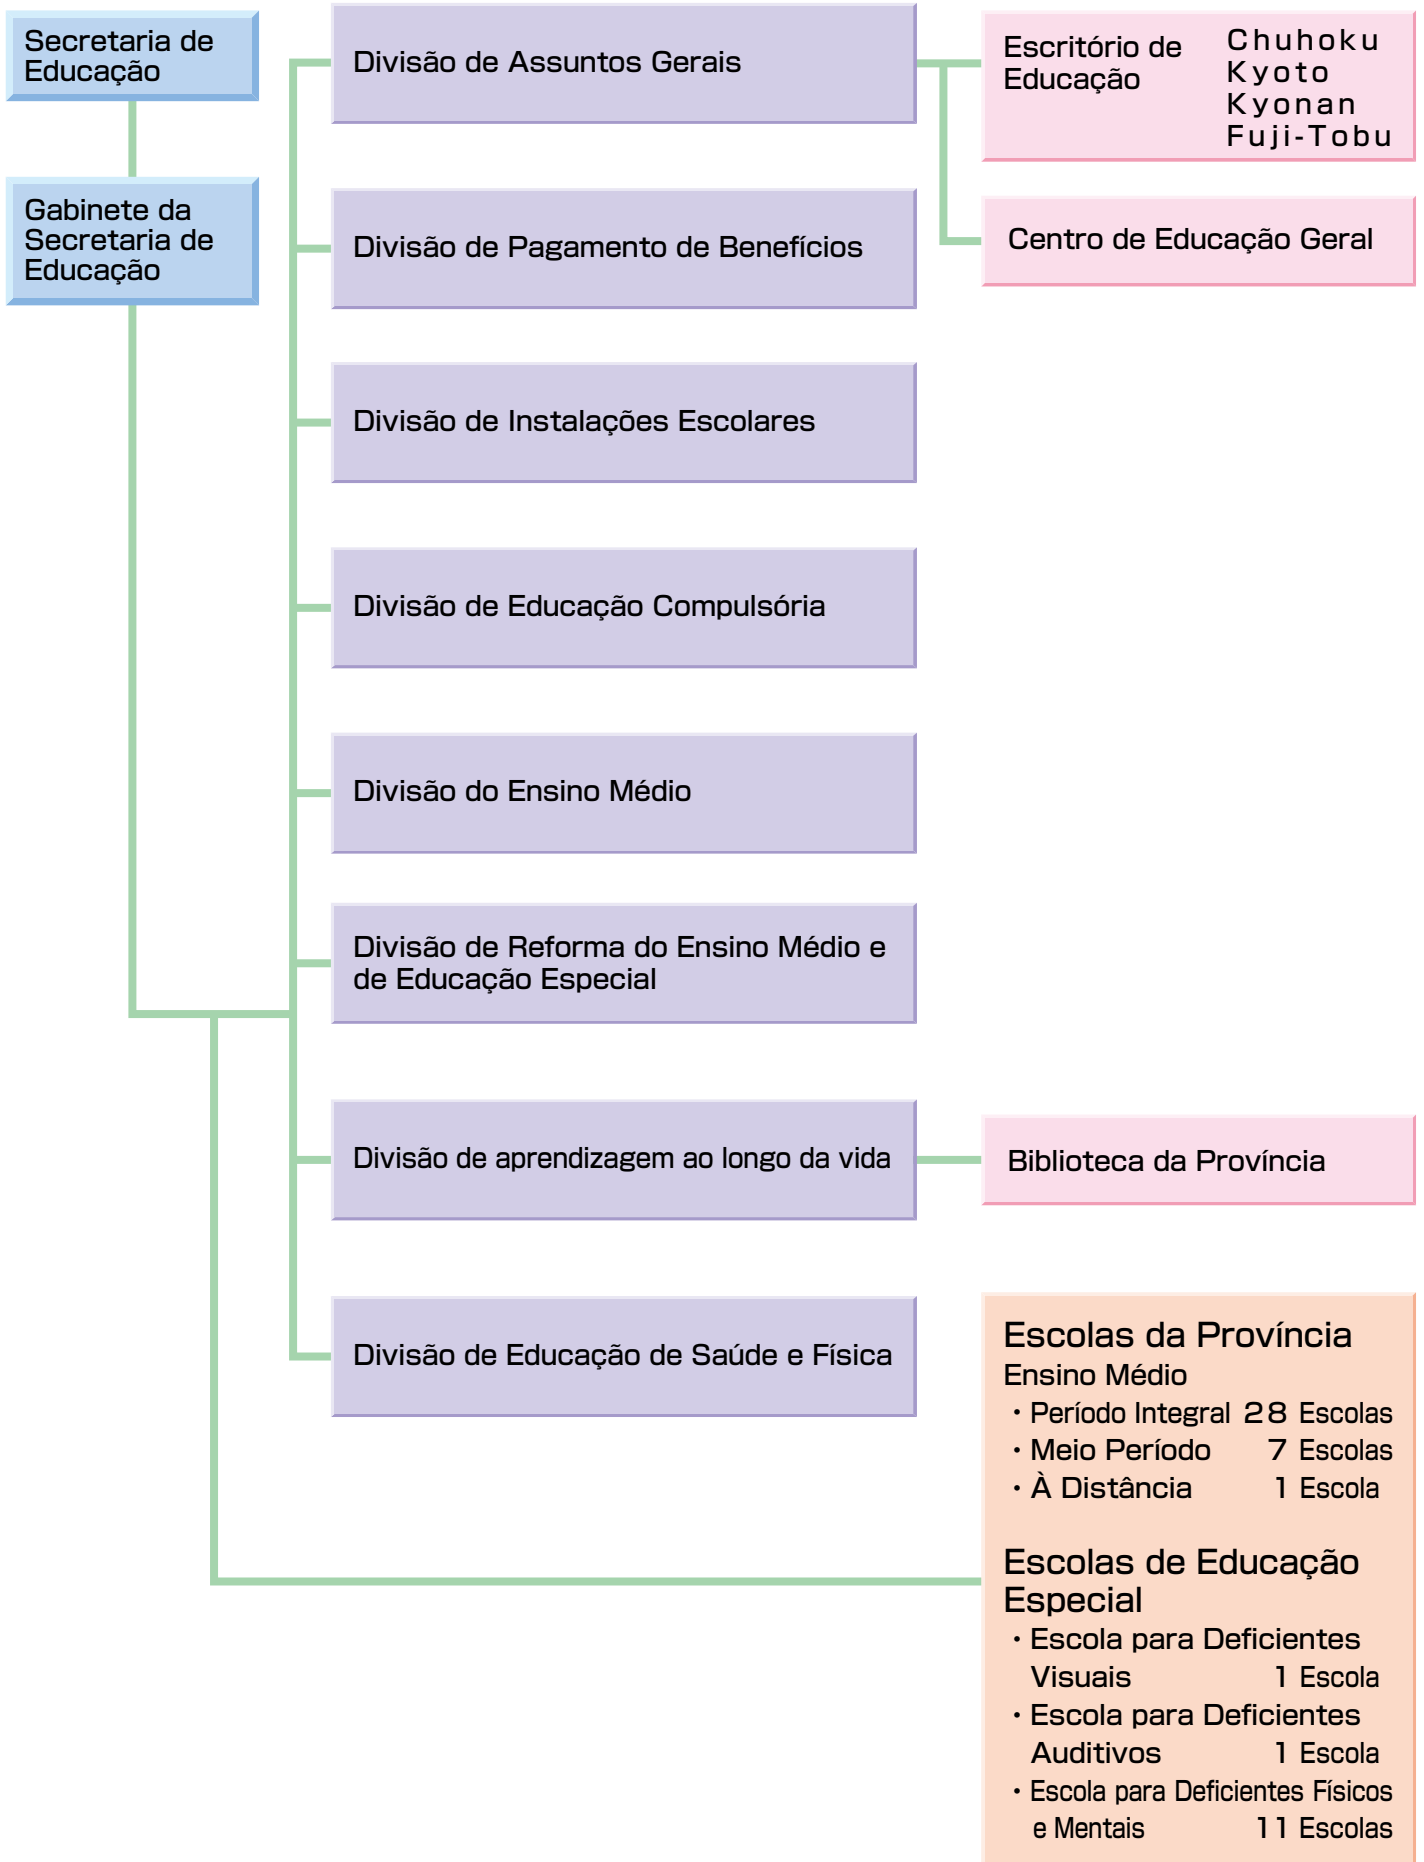 Secretaria de
Educação
Gabinete da
Secretaria de
Educação
Divisão de Assuntos Gerais
Divisão de Pagamento de Benefícios
Divisão de Instalações Escolares
Divisão de Educação Compulsória
Divisão do Ensino Médio
Divisão de Reforma do Ensino Médio e
de Educação Especial
Divisão de aprendizagem ao longo da vida
Divisão de Educação de Saúde e Física
Escritório de
Educação
Chuhoku
Kyoto
Kyonan
Fuji-Tobu
Centro de Educação Geral
Biblioteca da Província
Escolas da Província
Ensino Médio
・Período Integral 28 Escolas
・Meio Período 7 Escolas
・À Distância 1 Escola
Escolas de Educação
Especial
・Escola para Deficientes
Visuais 1 Escola
・Escola para Deficientes
Auditivos 1 Escola
・Escola para Deficientes Físicos
e Mentais 11 Escolas